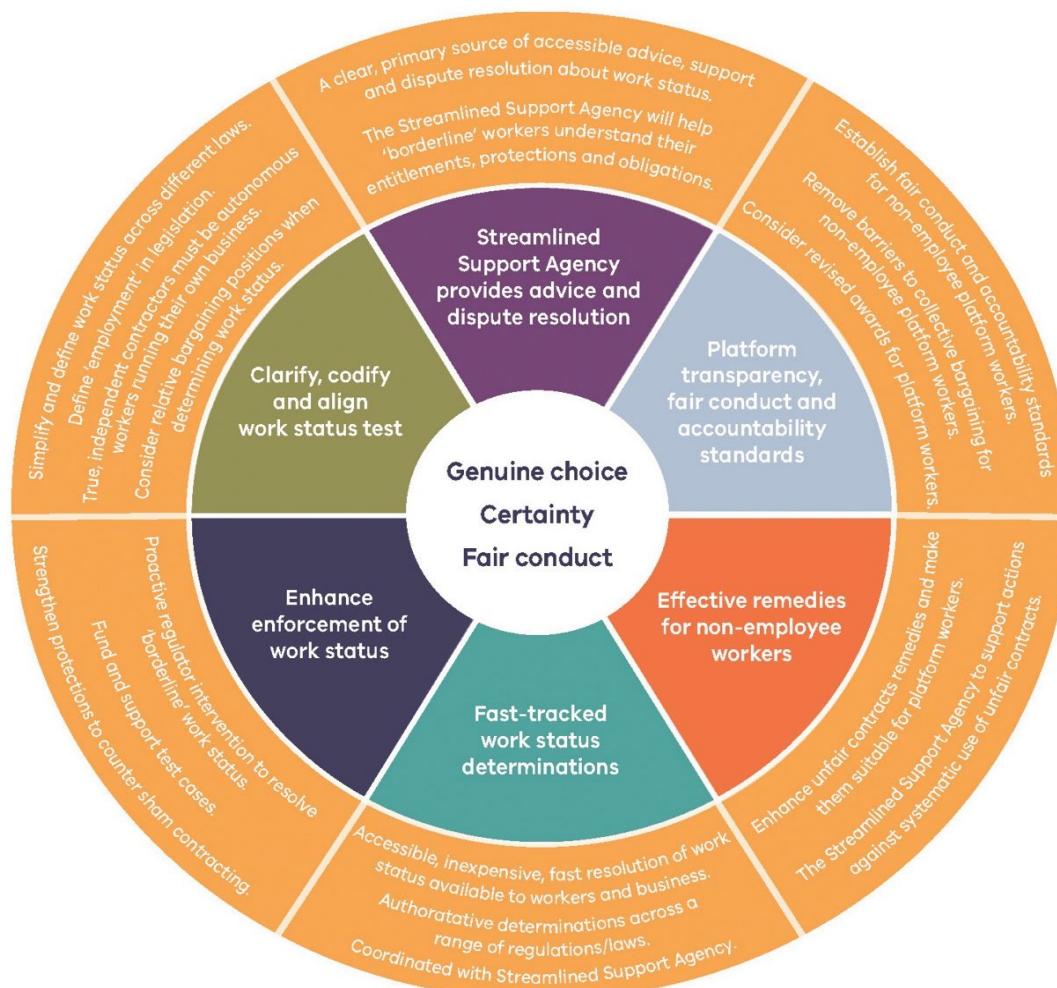 A clear, primary source of accessible advice, support
and dispute resolution about work status.
The Streamlined Support Agency will help
'borderline' workers understand their
entitlements, protections and obligations.
Streamlined
Support Agency
provides advice and
dispute resolution
Establish fair conduct and accountability standards
for non-employee platform workers.
Remove barriers to collective bargaining for
non-employee platform workers.
Consider revised awards for platform workers.
Platform
transparency,
fair conduct and
accountability
standards
Enhance unfair contracts remedies and make
them suitable for platform workers.
The Streamlined Support Agency to support actions
against systematic use of unfair contracts.
Effective remedies
for non-employee
workers
Accessible, inexpensive, fast resolution of work
status available to workers and business.
Authoratative determinations across a
range of regulations/laws.
Coordinated with Streamlined Support Agency.
Fast-tracked
work status
determinations
Proactive regulator intervention to resolve
'borderline' work status.
Fund and support test cases.
Strengthen protections to counter sham contracting.
Enhance
enforcement of
work status
Simplify and define work status across different laws.
Define 'employment' in legislation.
True, independent contractors must be autonomous
workers running their own business.
Consider relative bargaining positions when
determining work status.
Clarify, codify
and align
work status test
Genuine choice
Certainty
Fair conduct